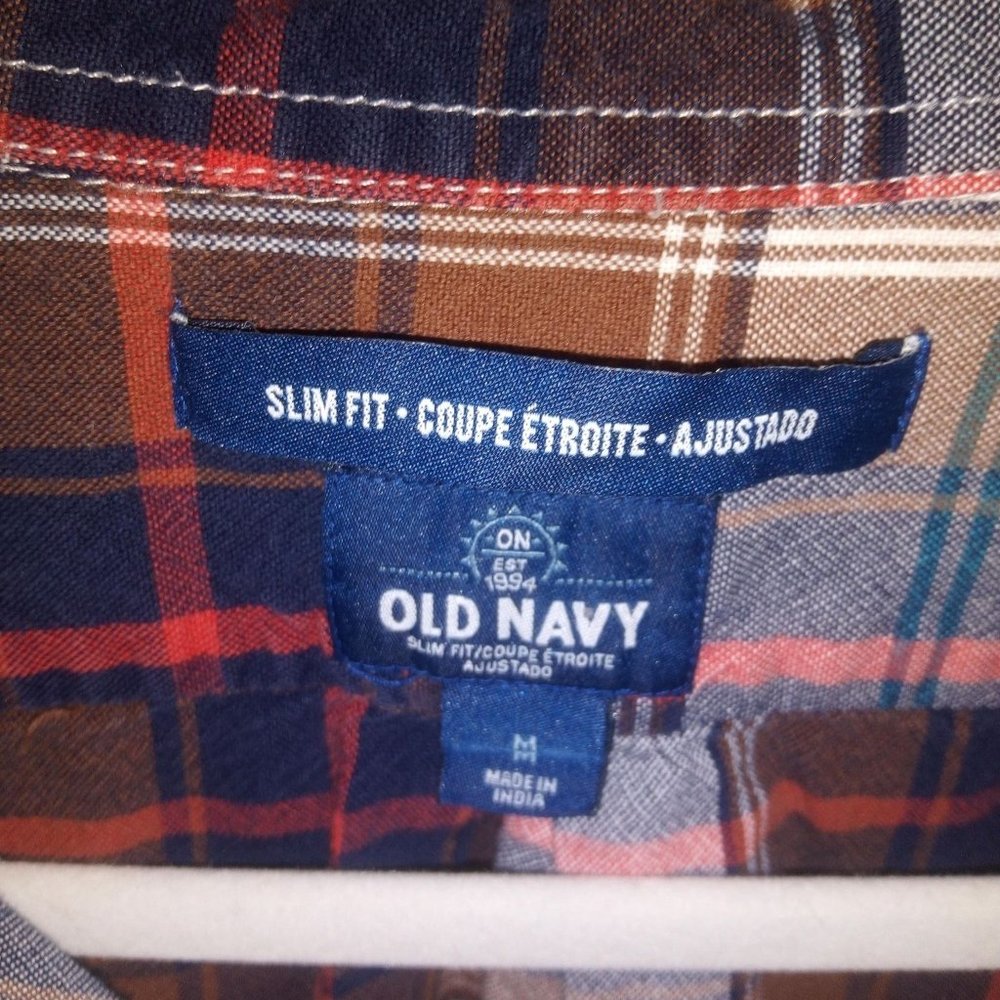 SLIM FIT • COUPE ÉTROITE • AJUSTADO
ON
EST
1994
OLD NAVY
SLIM FIT/COUPE ÉTROITE
AJUSTADO
M
M
MADE IN
INDIA